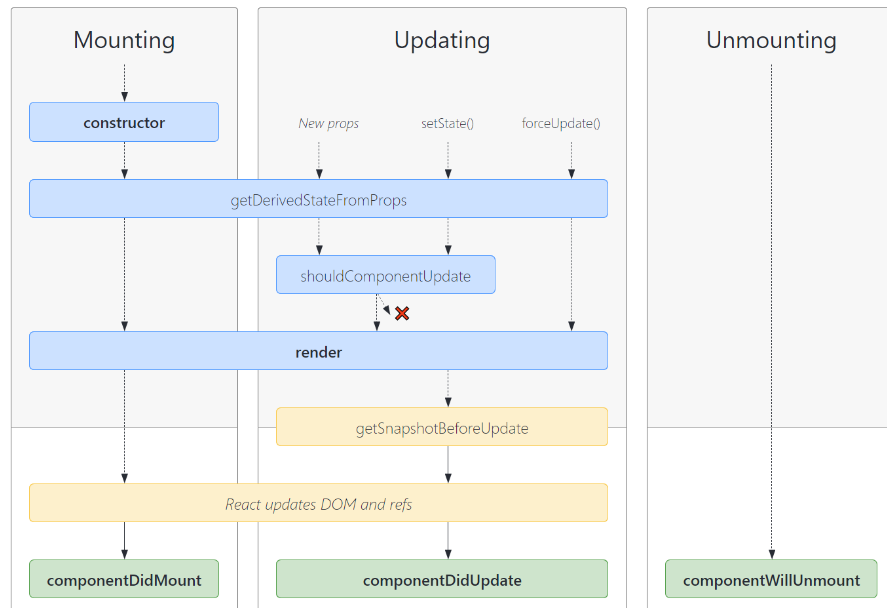 Mounting
Updating
Unmounting
constructor
New props
setState()
forceUpdate()
getDerivedStateFromProps
shouldComponentUpdate
render
getSnapshotBeforeUpdate
React updates DOM and refs
componentDidMount
componentDidUpdate
componentWillUnmount